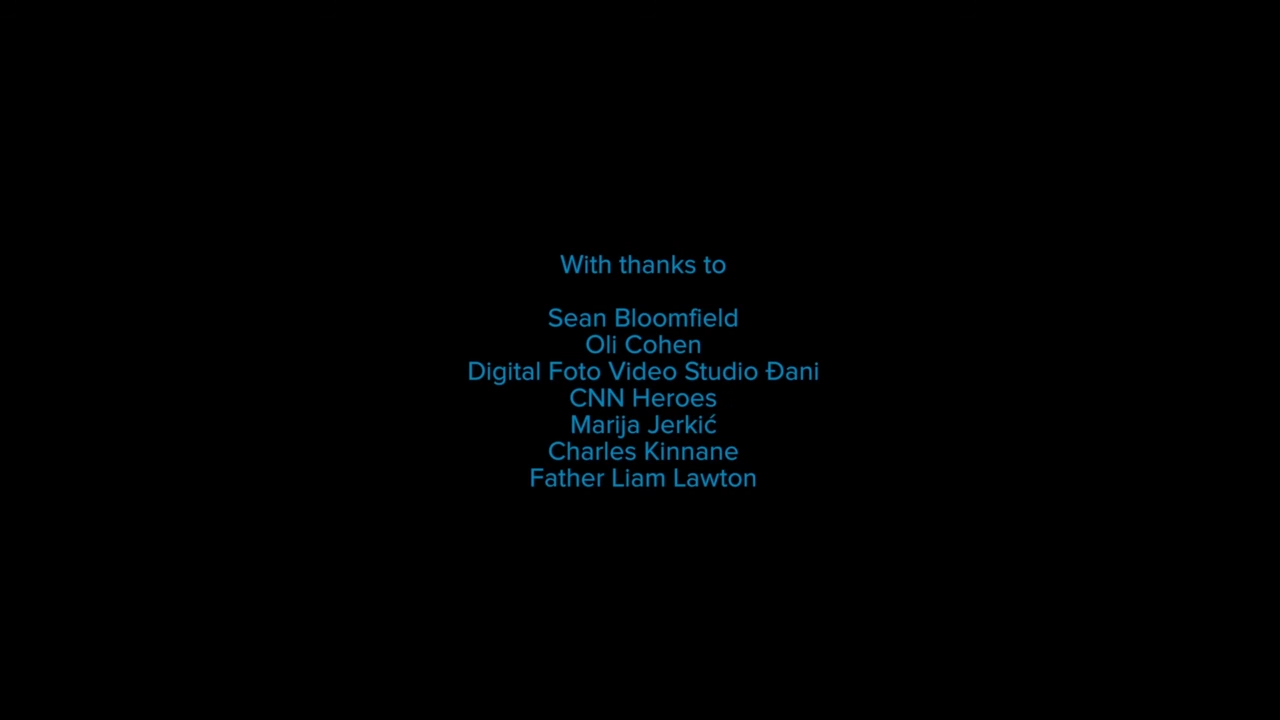 With thanks to
Sean Bloomfield
Oli Cohen
Digital Foto Video Studio Đani
CNN Heroes
Marija Jerkić
Charles Kinnane
Father Liam Lawton